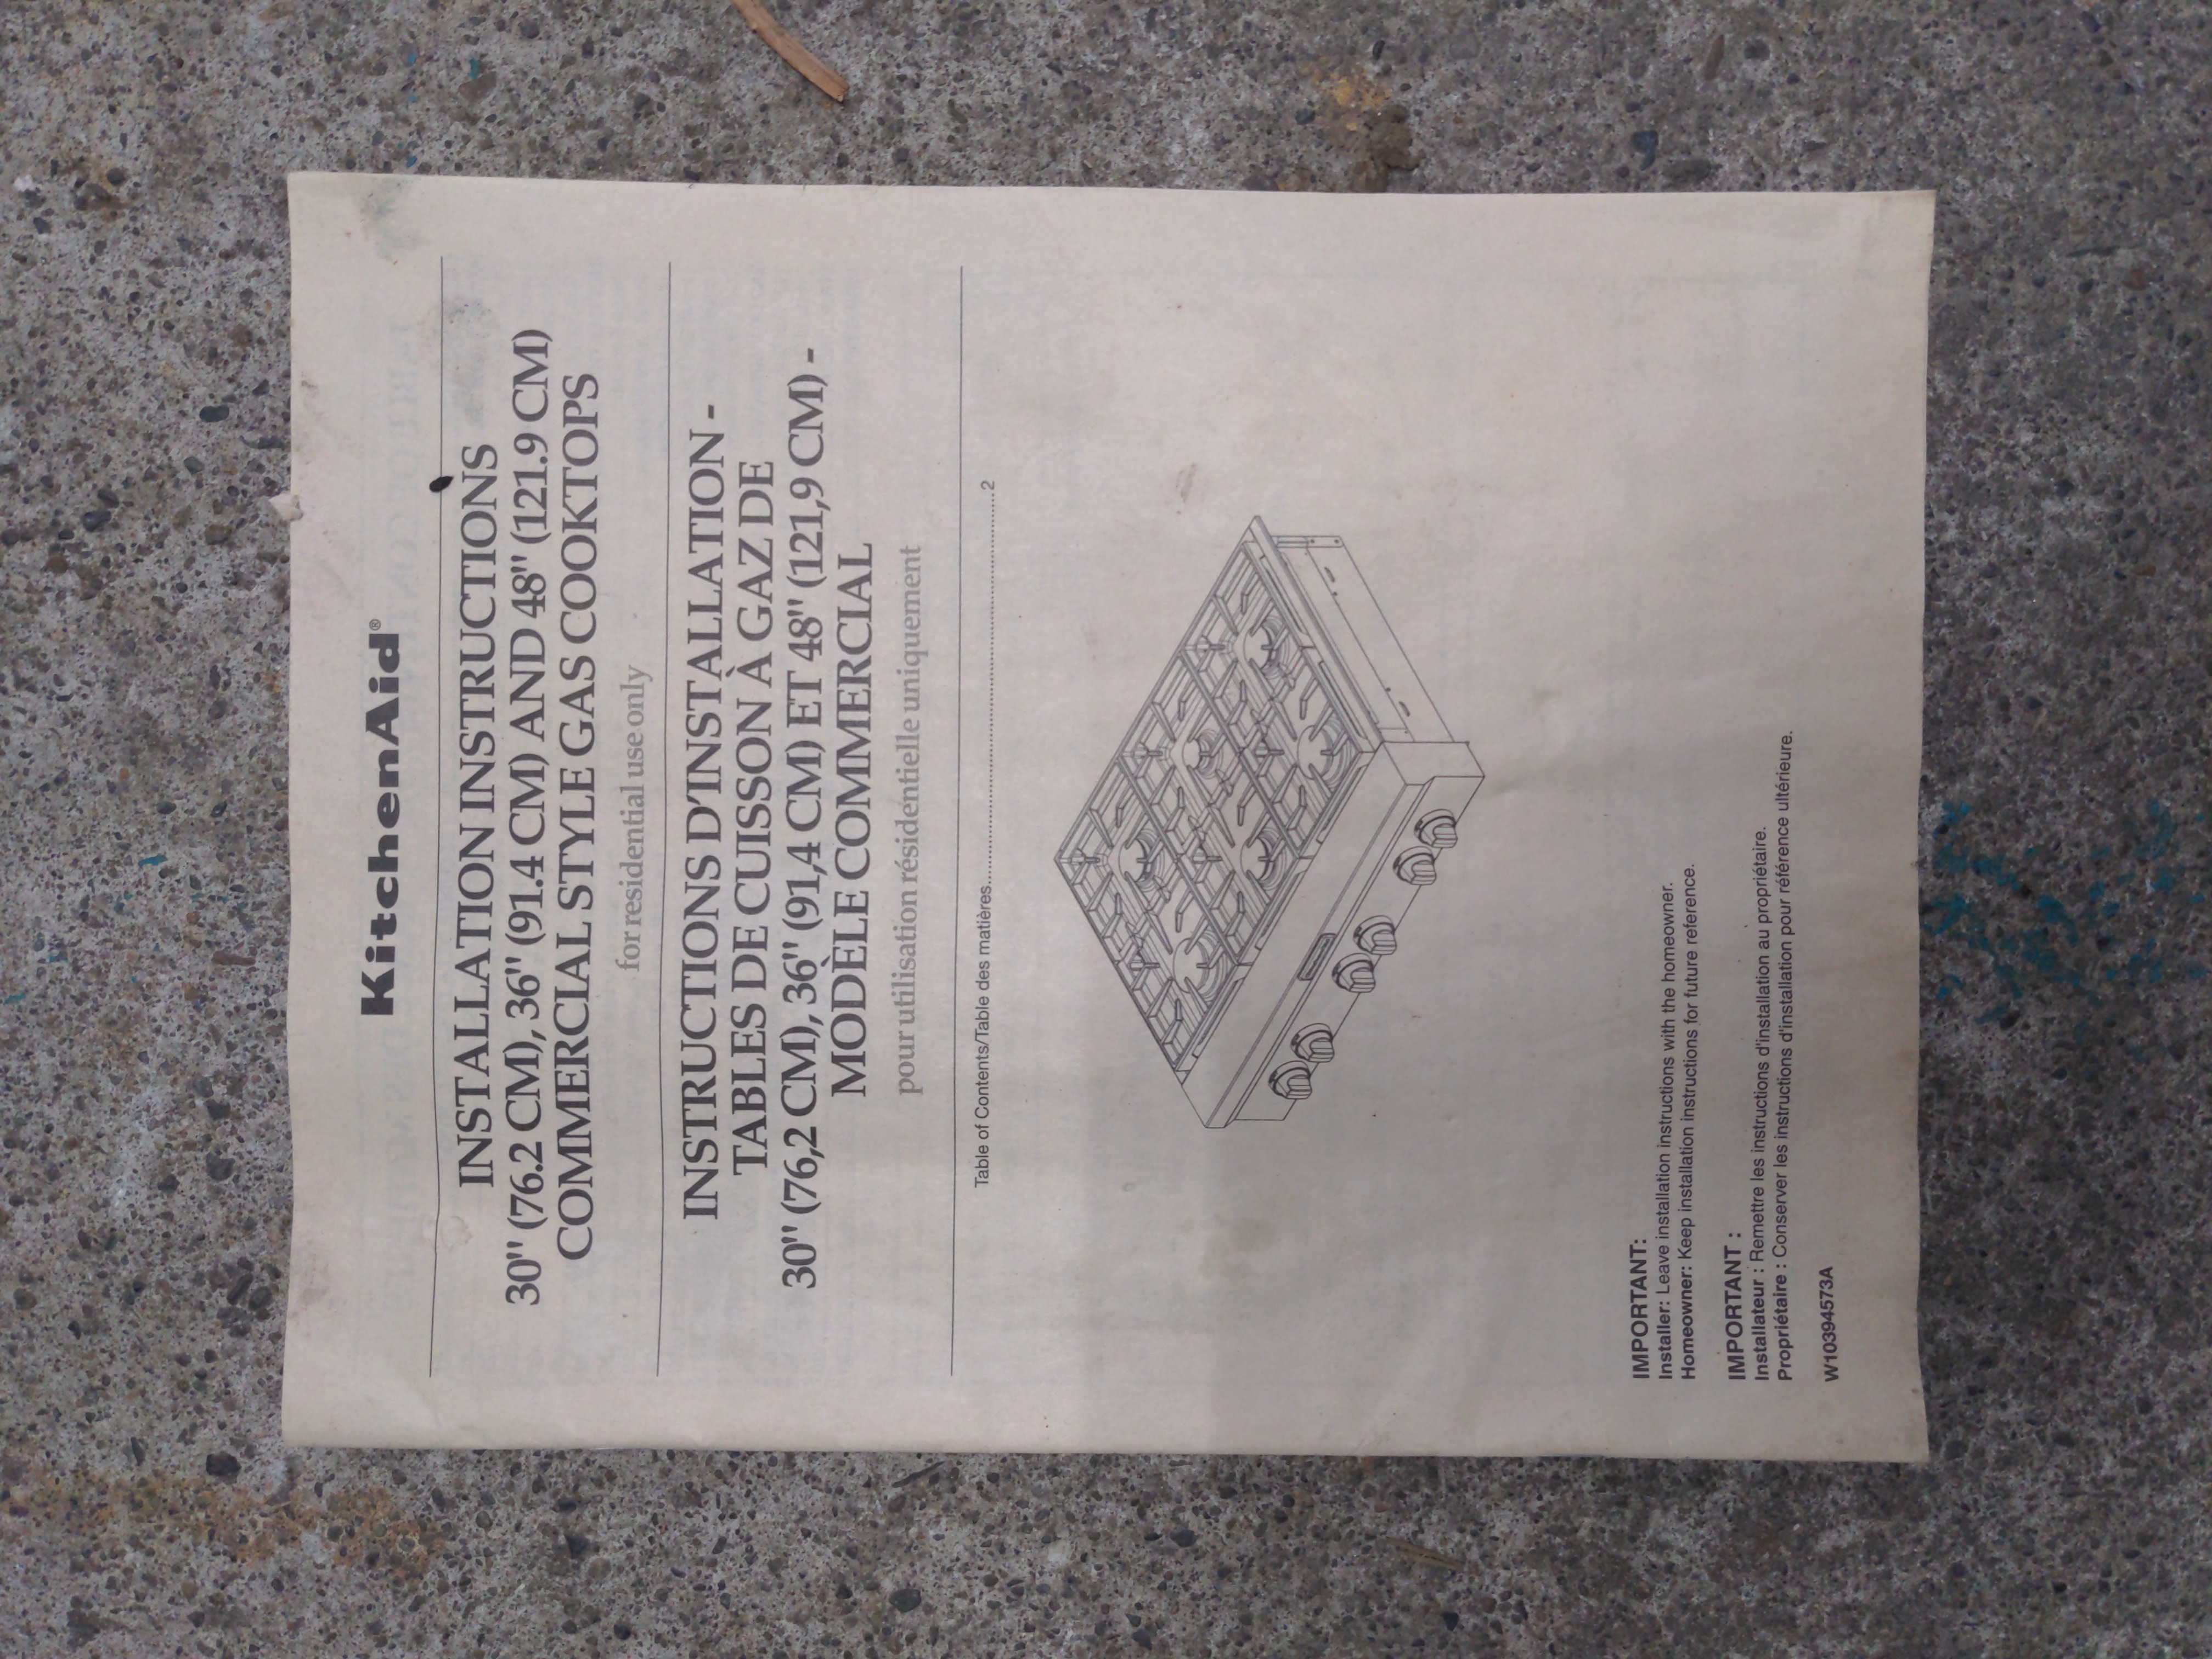 KitchenAid®
INSTALLATION INSTRUCTIONS
30" (76.2 CM), 36" (91.4 CM) AND 48" (121.9 CM)
COMMERCIAL STYLE GAS COOKTOPS
for residential use only
INSTRUCTIONS D'INSTALLATION -
TABLES DE CUISSON À GAZ DE
30" (76,2 CM), 36" (91,4 CM) ET 48" (121,9 CM) -
MODÈLE COMMERCIAL
pour utilisation résidentielle uniquement
Table of Contents/Table des matières..............................................................2
IMPORTANT:
Installer: Leave installation instructions with the homeowner.
Homeowner: Keep installation instructions for future reference.
IMPORTANT :
Installateur : Remettre les instructions d'installation au propriétaire.
Propriétaire : Conserver les instructions d'installation pour référence ultérieure.
W10394573A